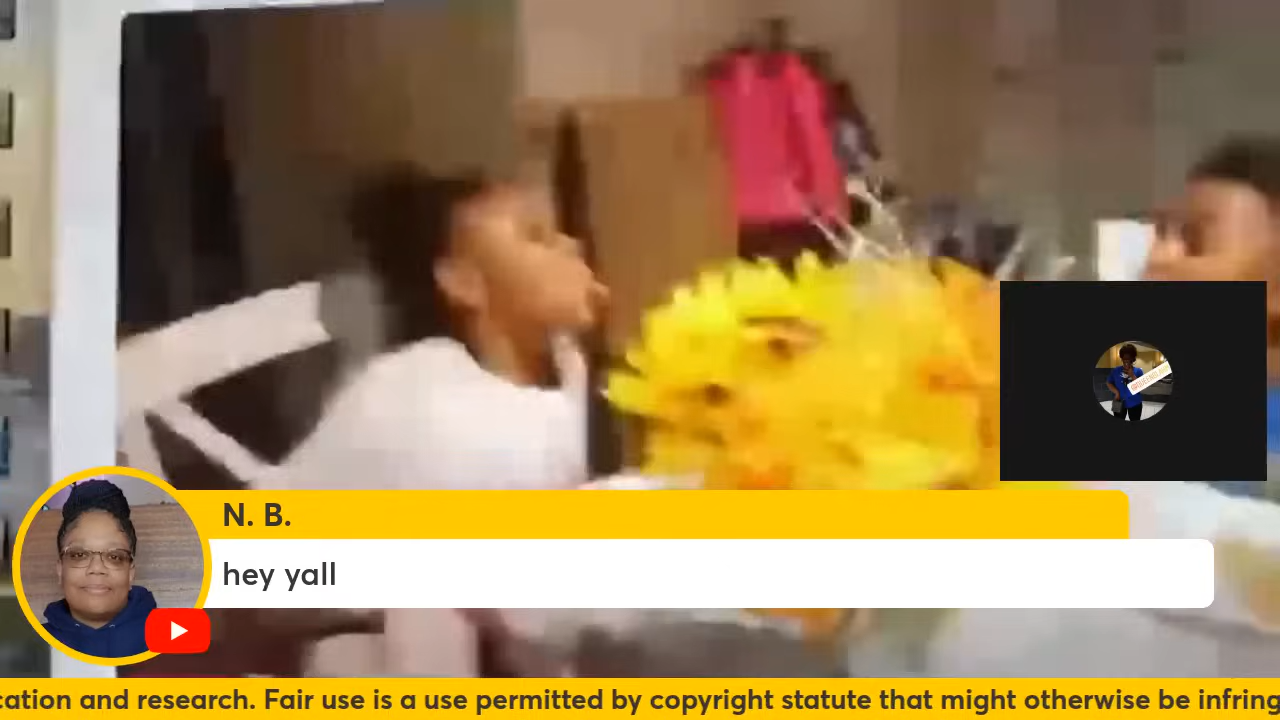 N. B.
hey yall
cation and research. Fair use is a use permitted by copyright statute that might otherwise be infring